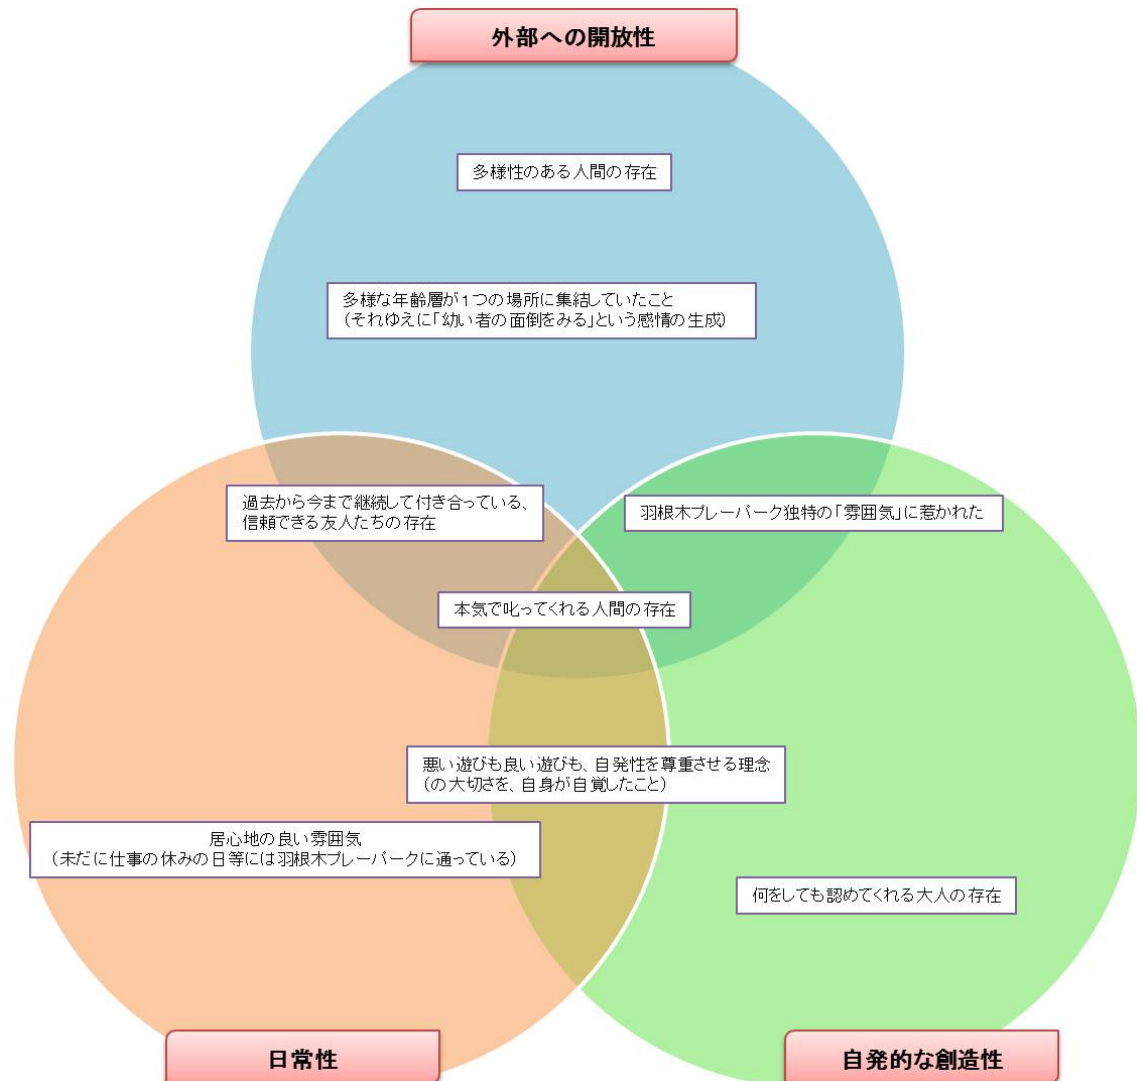 外部への開放性
多様性のある人間の存在
多様な年齢層が1つの場所に集結していたこと
(それゆえに「幼い者の面倒をみる」という感情の生成)
過去から今まで継続して付き合っている、
信頼できる友人たちの存在
羽根木プレーパーク独特の「雰囲気」に惹かれた
本気で叱ってくれる人間の存在
悪い遊びも良い遊びも、自発性を尊重させる理念
(の大切さを、自身が自覚したこと)
居心地の良い雰囲気
(未だに仕事の休みの日等には羽根木プレーパークに通っている)
何をしても認めてくれる大人の存在
日常性
自発的な創造性